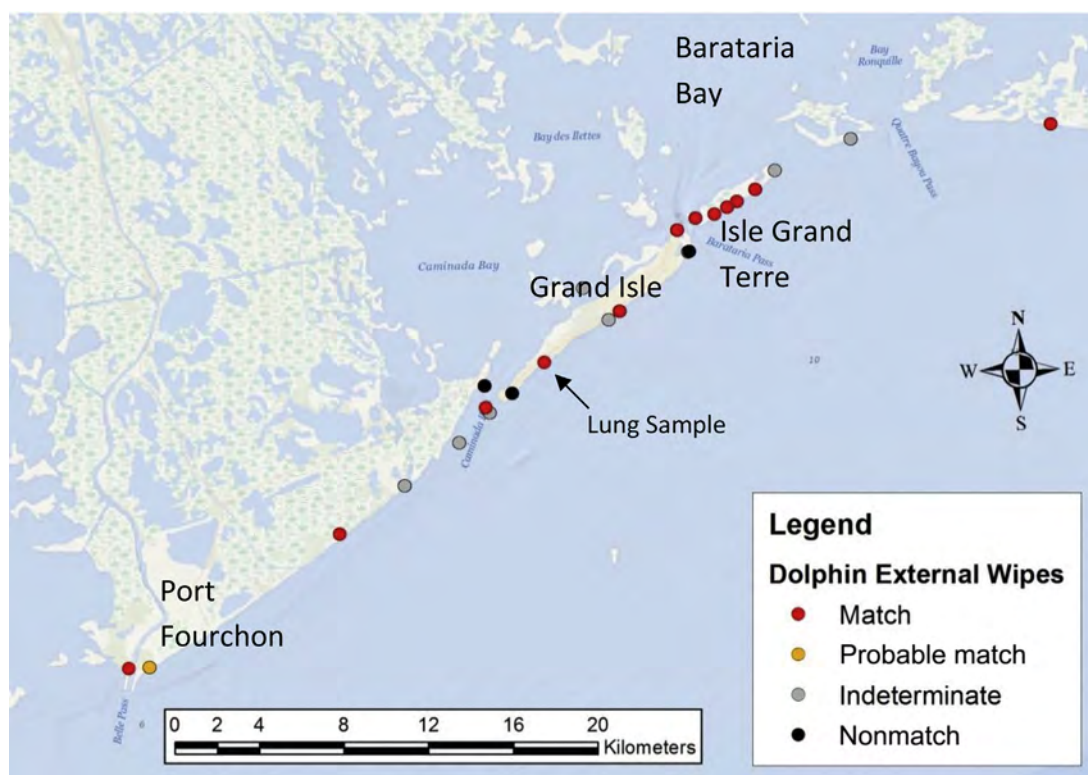 Barataria
Bay
Bay
Ronquille
Bay des Ilettes
Quatre Bayou Pass
Isle Grand
Terre
Barataria Pass
Caminada Bay
Grand Isle
10
N
W
E
S
Lung Sample
Caminada
Port
Fourchon
Belle Pass
6
0 2 4 8 12 16 20
Kilometers
Legend
Dolphin External Wipes
Match
Probable match
Indeterminate
Nonmatch